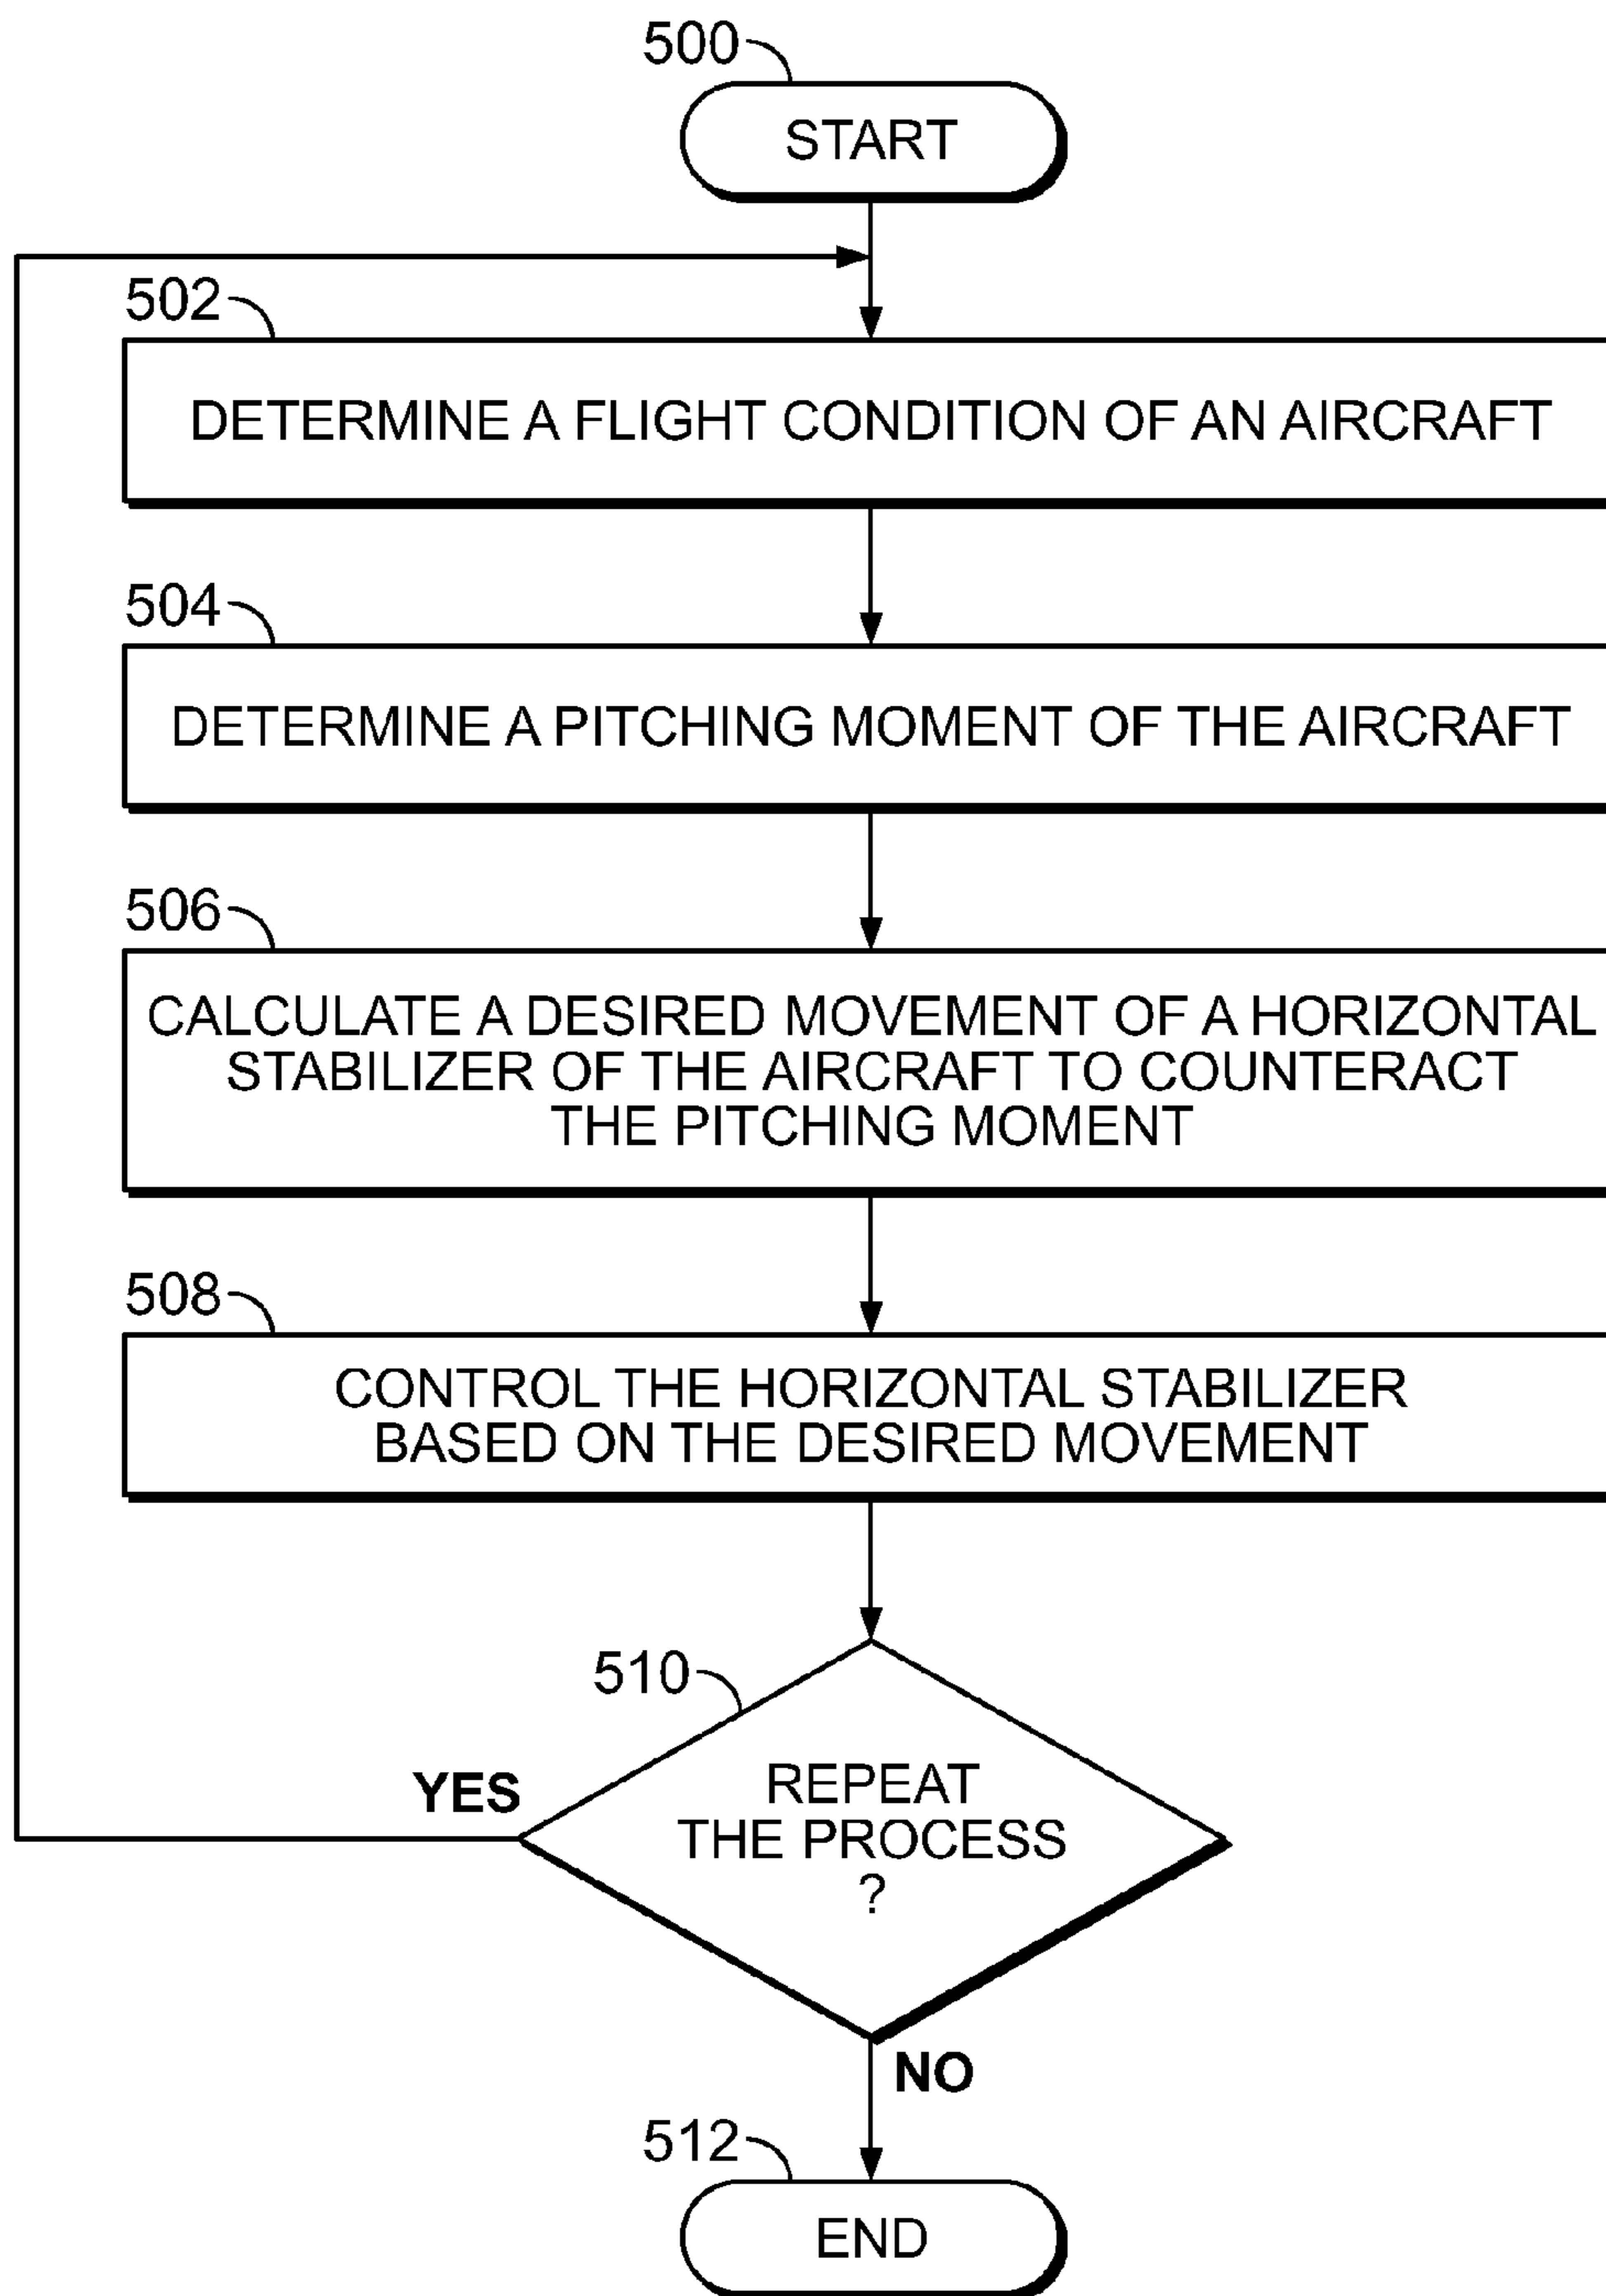 500
START
502
DETERMINE A FLIGHT CONDITION OF AN AIRCRAFT
504
DETERMINE A PITCHING MOMENT OF THE AIRCRAFT
506
CALCULATE A DESIRED MOVEMENT OF A HORIZONTAL
STABILIZER OF THE AIRCRAFT TO COUNTERACT
THE PITCHING MOMENT
508
CONTROL THE HORIZONTAL STABILIZER
BASED ON THE DESIRED MOVEMENT
510
YES
REPEAT
THE PROCESS
?
NO
512
END